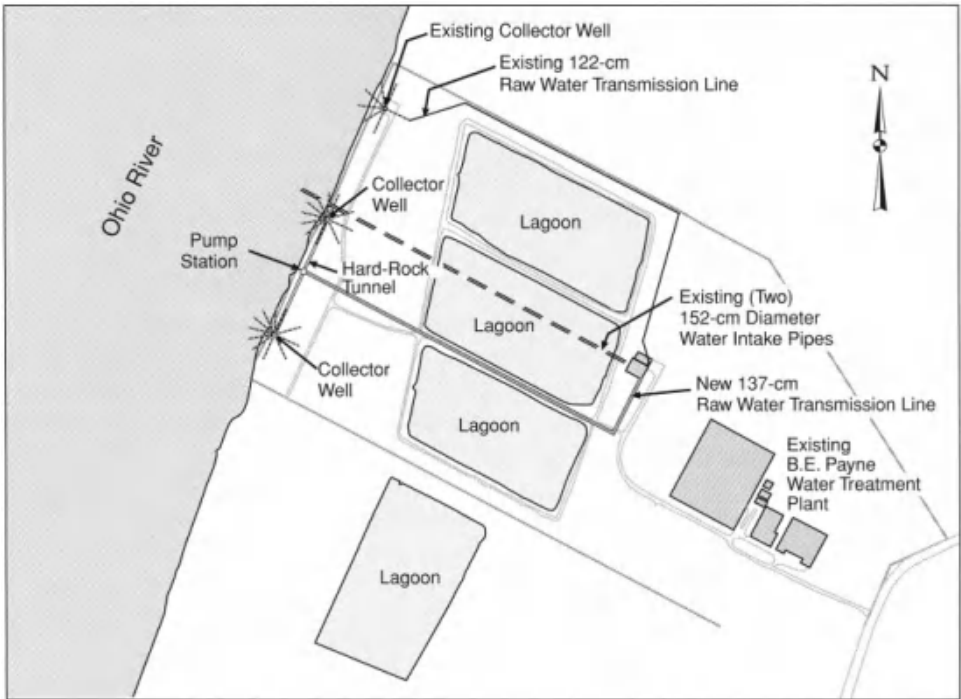 Existing Collector Well
Existing 122-cm
Raw Water Transmission Line
N
Ohio River
Collector
Well
Lagoon
Pump
Station
Hard-Rock
Tunnel
Lagoon
Existing (Two)
152-cm Diameter
Water Intake Pipes
Collector
Well
New 137-cm
Raw Water Transmission Line
Lagoon
Existing
B.E. Payne
Water Treatment
Plant
Lagoon